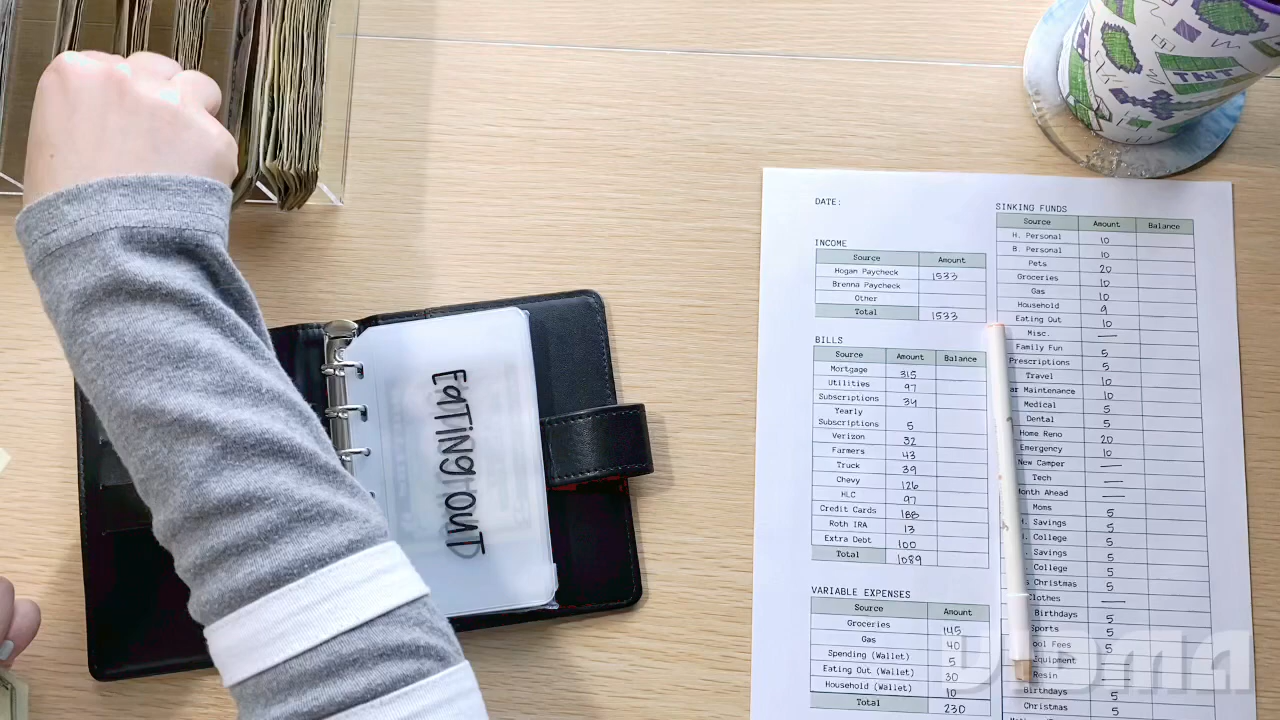 TNT
Eating Out
DATE:
INCOME
Source Amount
Hogan Paycheck 1533
Brenna Paycheck
Other
Total 1533
BILLS
Source Amount Balance
Mortgage 315
Utilities 97
Subscriptions 34
Yearly
Subscriptions 5
Verizon 32
Farmers 43
Truck 39
Chevy 126
HLC 97
Credit Cards 188
Roth IRA 13
Extra Debt 100
Total 1089
VARIABLE EXPENSES
Source Amount
Groceries 145
Gas 40
Spending (Wallet) 5
Eating Out (Wallet) 30
Household (Wallet) 10
Total 230
SINKING FUNDS
Source Amount Balance
H. Personal 10
B. Personal 10
Pets 20
Groceries 10
Gas 10
Household 9
Eating Out 10
Misc. —
Family Fun 5
Prescriptions 5
Travel 10
Maintenance 10
Medical 5
Dental 5
Home Reno 20
Emergency 10
New Camper —
Tech —
Month Ahead —
Moms 5
. Savings 5
. College 5
. Savings 5
College 5
Christmas 5
Clothes —
Birthdays 5
Sports 5
Fees 5
Equipment —
Resin —
Birthdays 5
Christmas 5